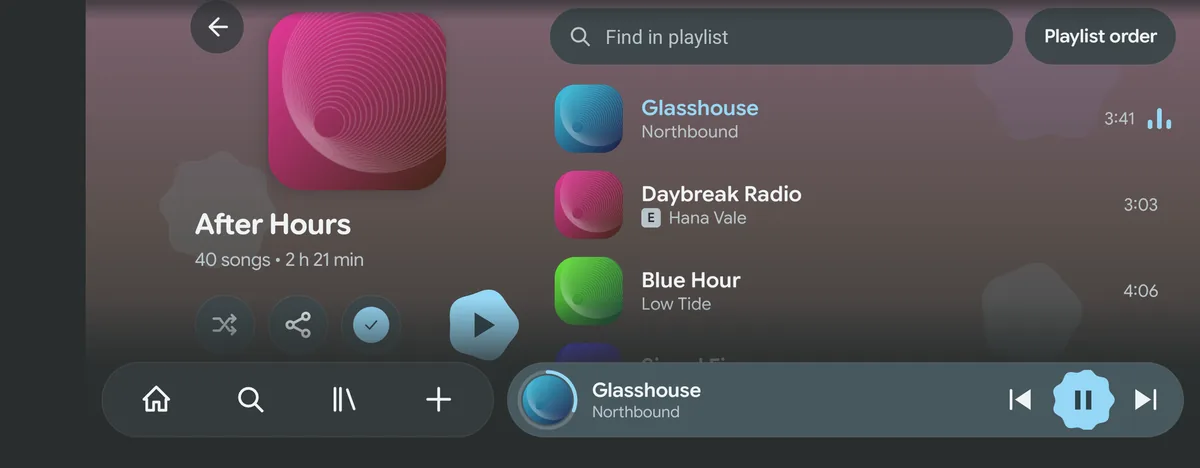 Find in playlist
Playlist order
After Hours
40 songs • 2 h 21 min
Glasshouse
Northbound
3:41
Daybreak Radio
E Hana Vale
3:03
Blue Hour
Low Tide
4:06
Glasshouse
Northbound